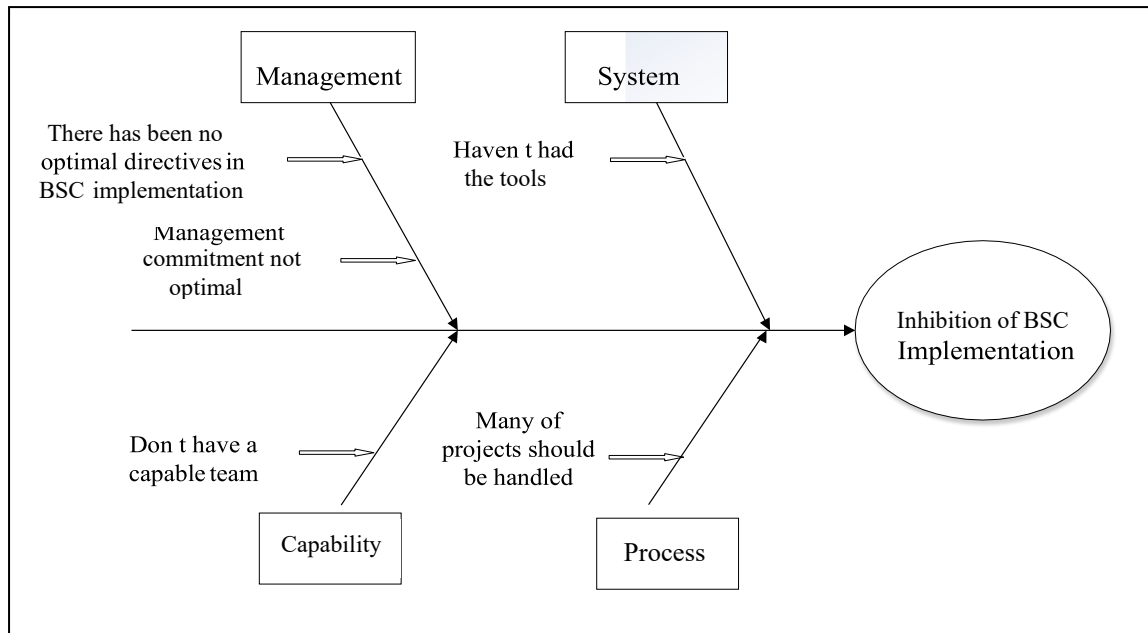 Management
System
There has been no
optimal directives in
BSC implementation
Haven t had
the tools
Management
commitment not
optimal
Inhibition of BSC
Implementation
Don t have a
capable team
Many of
projects should
be handled
Capability
Process